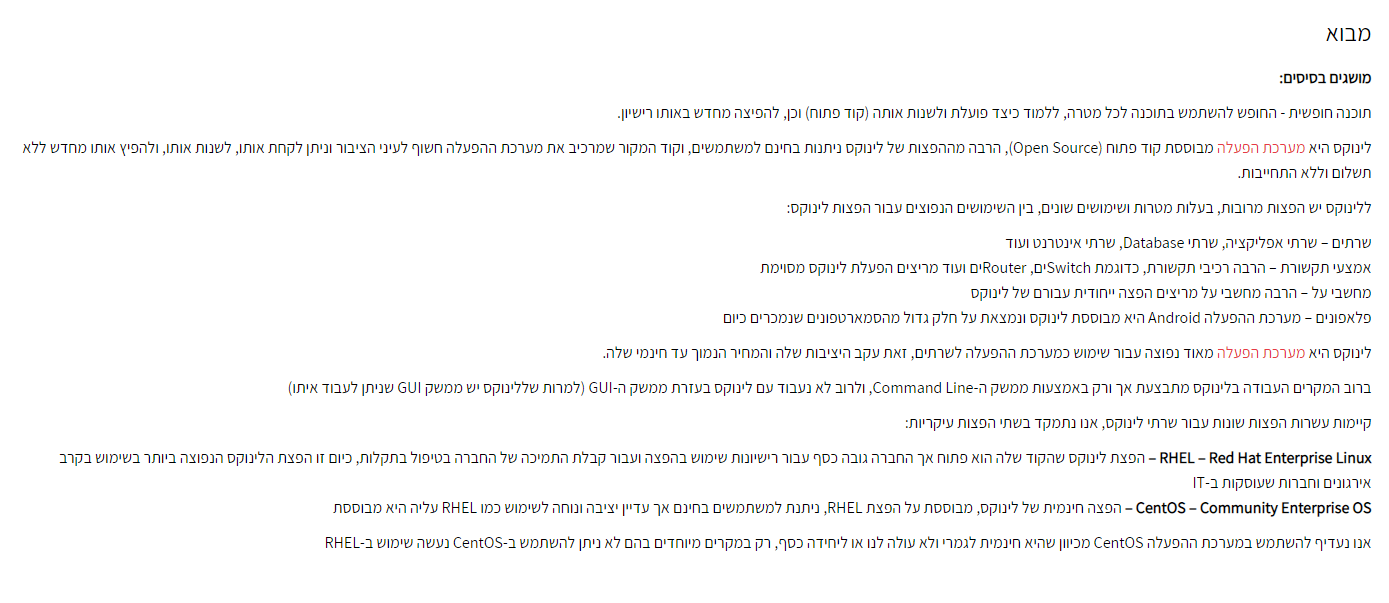 מבוא
מושגים בסיסים:
תוכנה חופשית - החופש להשתמש בתוכנה לכל מטרה, ללמוד כיצד פועלת ולשנות אותה (קוד פתוח) וכן, להפיצה מחדש באותו רישיון.
לינוקס היא מערכת הפעלה מבוססת קוד פתוח (Open Source), הרבה מההפצות של לינוקס ניתנות בחינם למשתמשים, וקוד המקור שמרכיב את מערכת ההפעלה חשוף לעיני הציבור וניתן לקחת אותו, לשנות אותו, ולהפיץ אותו מחדש ללא
תשלום וללא התחייבות.
ללינוקס יש הפצות מרובות, בעלות מטרות ושימושים שונים, בין השימושים הנפוצים עבור הפצות לינוקס:
שרתים – שרתי אפליקציה, שרתי Database, שרתי אינטרנט ועוד
אמצעי תקשורת – הרבה רכיבי תקשורת, כדוגמת Switchים, Routerים ועוד מריצים הפעלת לינוקס מסוימת
מחשבי על – הרבה מחשבי על מריצים הפצה ייחודית עבורם של לינוקס
פלאפונים – מערכת ההפעלה Android היא מבוססת לינוקס ונמצאת על חלק גדול מהסמארטפונים שנמכרים כיום
לינוקס היא מערכת הפעלה מאוד נפוצה עבור שימוש כמערכת ההפעלה לשרתים, זאת עקב היציבות שלה והמחיר הנמוך עד חינמי שלה.
ברוב המקרים העבודה בלינוקס מתבצעת אך ורק באמצעות ממשק ה-Command Line, ולרוב לא נעבוד עם לינוקס בעזרת ממשק ה-GUI (למרות שללינוקס יש ממשק GUI שניתן לעבוד איתו)
קיימות עשרות הפצות שונות עבור שרתי לינוקס, אנו נתמקד בשתי הפצות עיקריות:
RHEL – Red Hat Enterprise Linux – הפצת לינוקס שהקוד שלה הוא פתוח אך החברה גובה כסף עבור רישיונות שימוש בהפצה ועבור קבלת התמיכה של החברה בטיפול בתקלות, כיום זו הפצת הלינוקס הנפוצה ביותר בשימוש בקרב
אירגונים וחברות שעוסקות ב-IT
CentOS – Community Enterprise OS – הפצה חינמית של לינוקס, מבוססת על הפצת RHEL, ניתנת למשתמשים בחינם אך עדיין יציבה ונוחה לשימוש כמו RHEL עליה היא מבוססת
אנו נעדיף להשתמש במערכת ההפעלה CentOS מכיוון שהיא חינמית לגמרי ולא עולה לנו או ליחידה כסף, רק במקרים מיוחדים בהם לא ניתן להשתמש ב-CentOS נעשה שימוש ב-RHEL